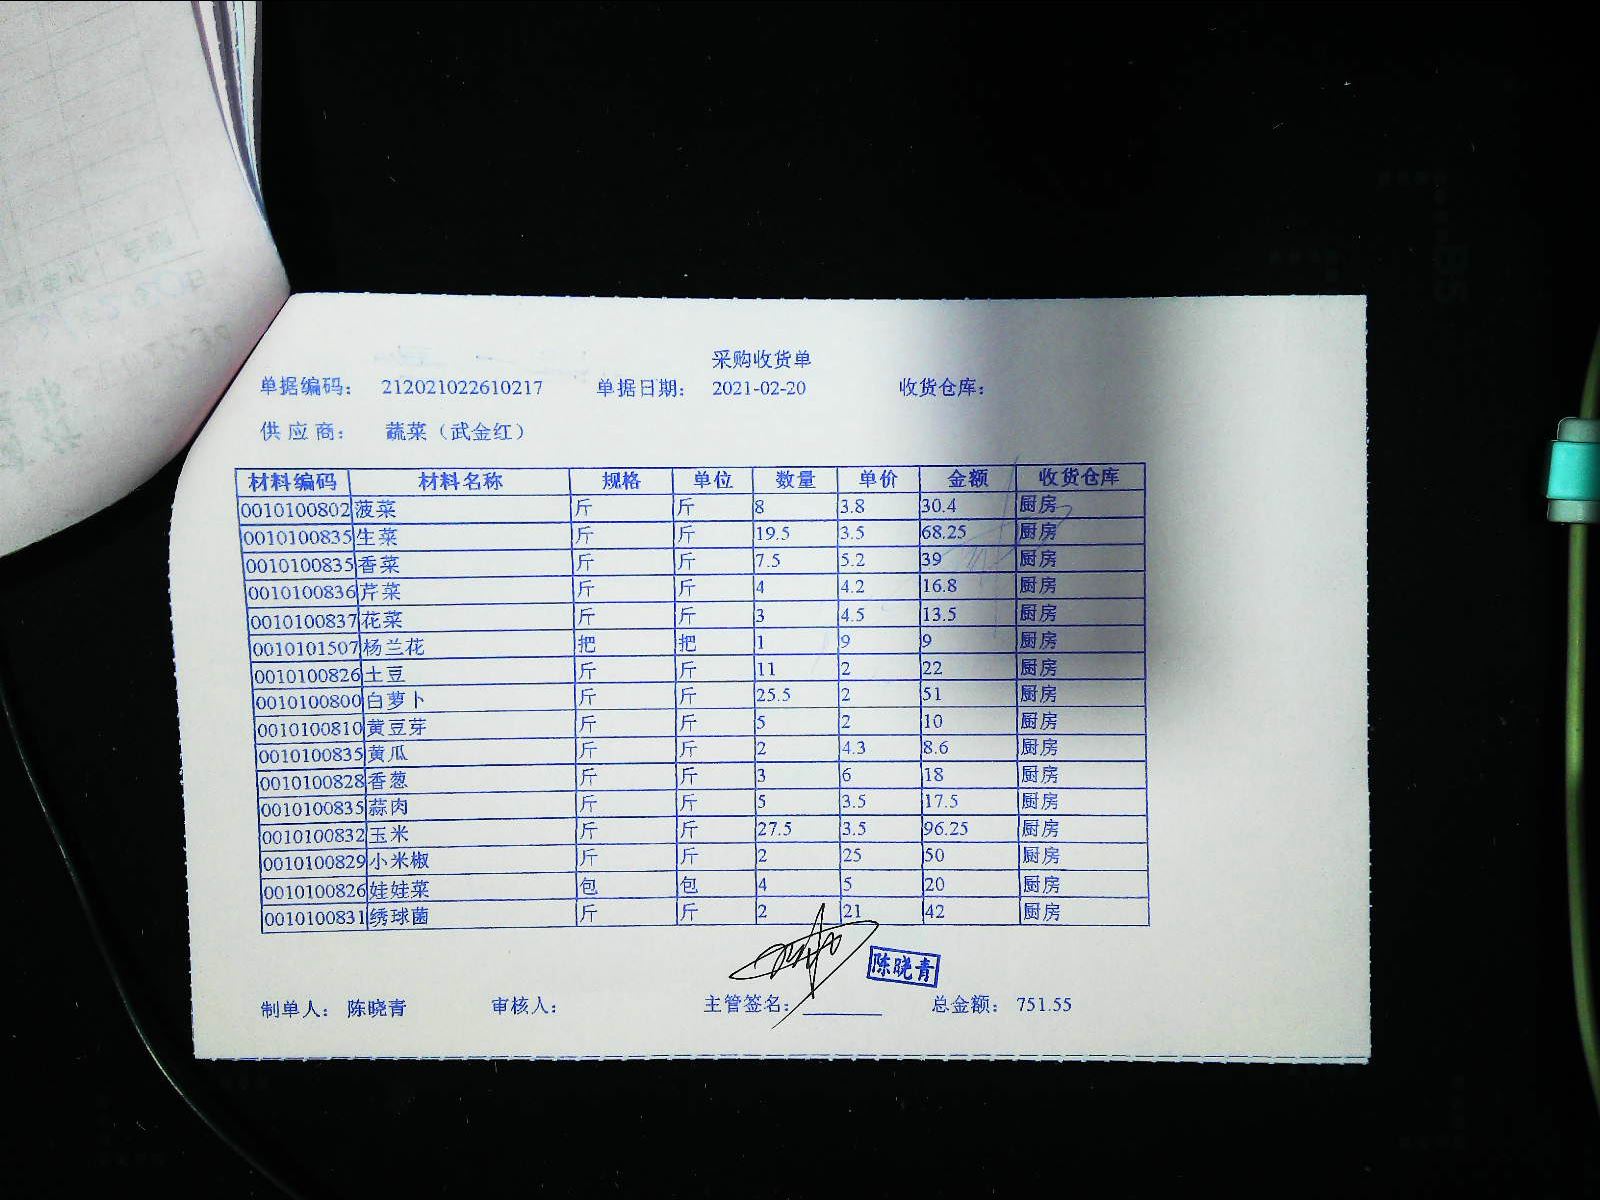 采购收货单
单据编码： 212021022610217 单据日期： 2021-02-20 收货仓库：
供应商： 蔬菜（武金红）
材料编码 材料名称 规格 单位 数量 单价 金额 收货仓库
0010100802 菠菜 斤 斤 8 3.8 30.4 厨房
0010100835 生菜 斤 斤 19.5 3.5 68.25 厨房
0010100835 香菜 斤 斤 7.5 5.2 39 厨房
0010100836 芹菜 斤 斤 4 4.2 16.8 厨房
0010100837 花菜 斤 斤 3 4.5 13.5 厨房
0010101507 杨兰花 把 把 1 9 9 厨房
0010100826 土豆 斤 斤 11 2 22 厨房
0010100800 白萝卜 斤 斤 25.5 2 51 厨房
0010100810 黄豆芽 斤 斤 5 2 10 厨房
0010100835 黄瓜 斤 斤 2 4.3 8.6 厨房
0010100828 香葱 斤 斤 3 6 18 厨房
0010100835 蒜肉 斤 斤 5 3.5 17.5 厨房
0010100832 玉米 斤 斤 27.5 3.5 96.25 厨房
0010100829 小米椒 斤 斤 2 25 50 厨房
0010100826 娃娃菜 包 包 4 5 20 厨房
0010100831 绣球菌 斤 斤 2 21 42 厨房
陈晓青
制单人： 陈晓青 审核人： 主管签名： 总金额： 751.55